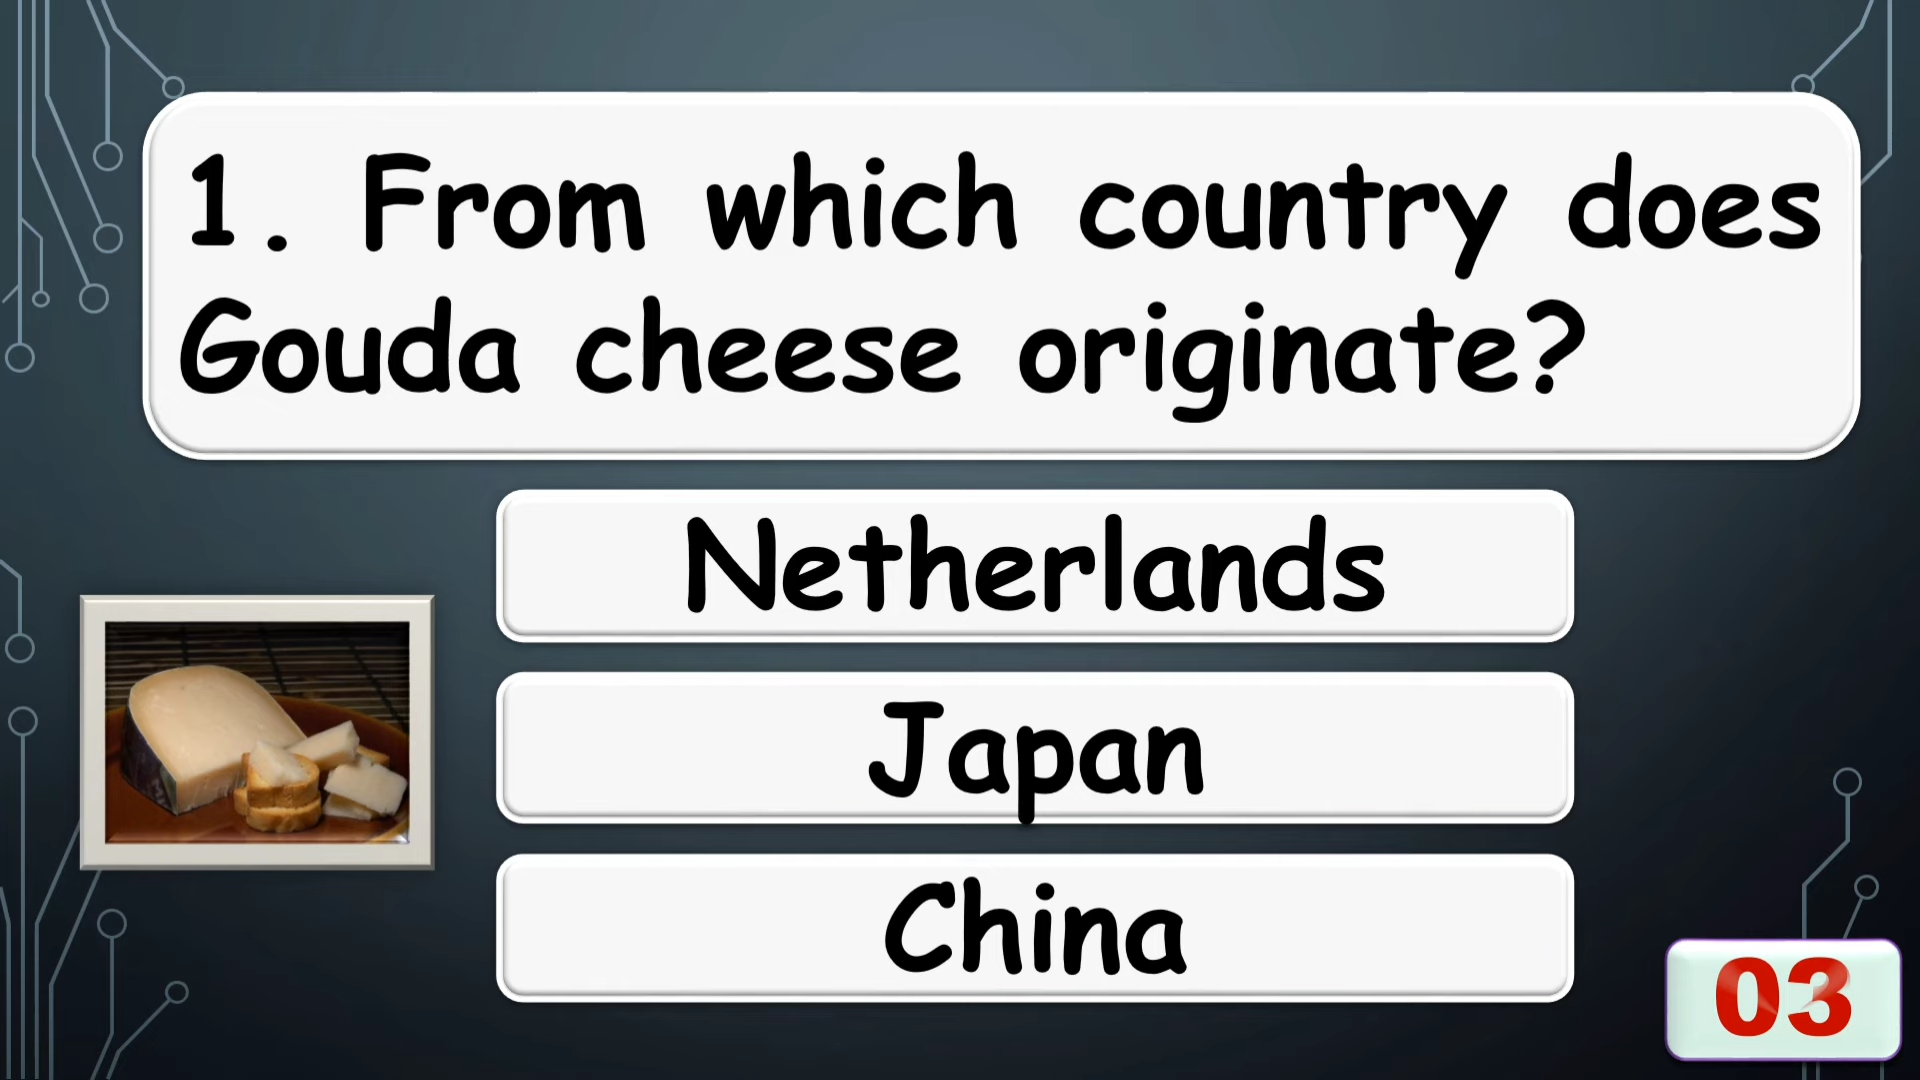 1. From which country does
Gouda cheese originate?
Netherlands
Japan
China
03